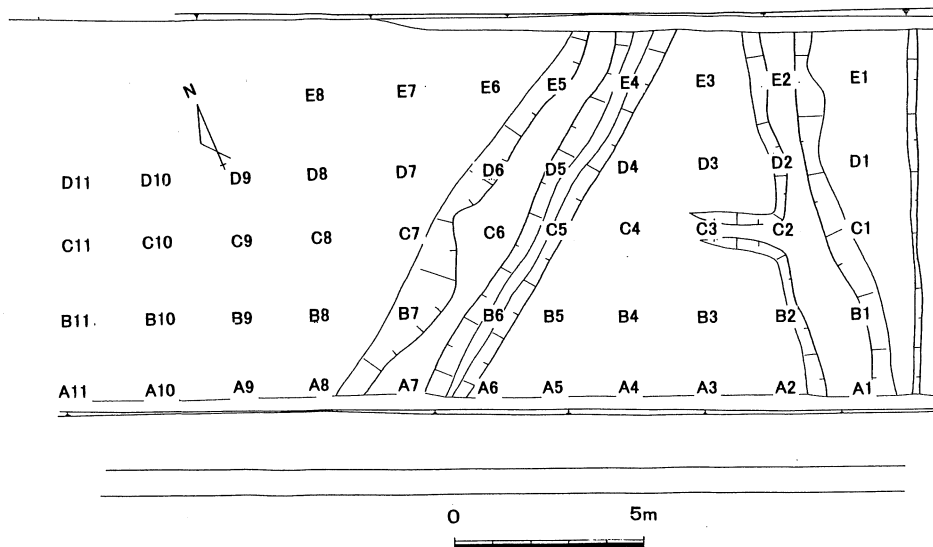 E8 E7 E6 E5 E4 E3 E2 E1
N
D11 D10 D9 D8 D7 D6 D5 D4 D3 D2 D1
C11 C10 C9 C8 C7 C6 C5 C4 C3 C2 C1
B11 B10 B9 B8 B7 B6 B5 B4 B3 B2 B1
A11 A10 A9 A8 A7 A6 A5 A4 A3 A2 A1
0 5m